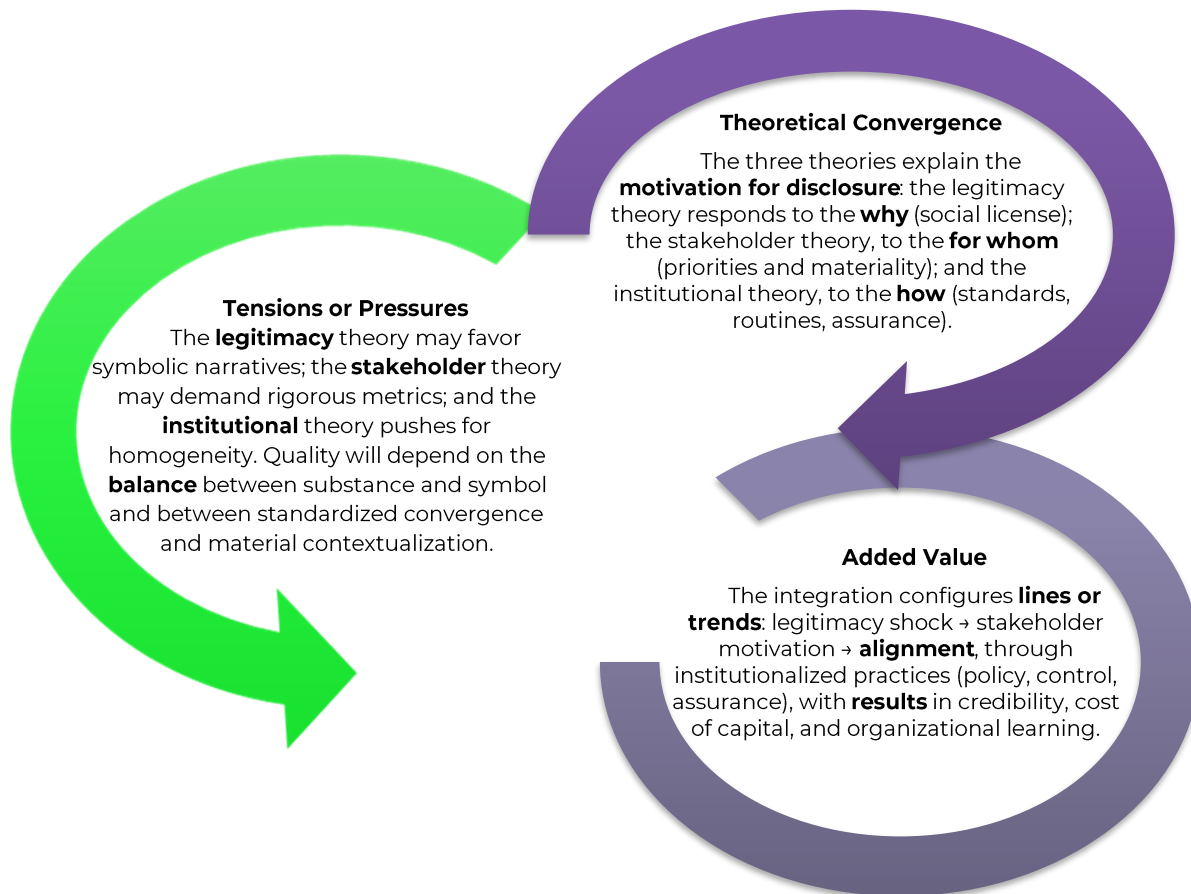 Theoretical Convergence
The three theories explain the
motivation for disclosure: the legitimacy
theory responds to the why (social license);
the stakeholder theory, to the for whom
(priorities and materiality); and the
institutional theory, to the how (standards,
routines, assurance).
Tensions or Pressures
The legitimacy theory may favor
symbolic narratives; the stakeholder theory
may demand rigorous metrics; and the
institutional theory pushes for
homogeneity. Quality will depend on the
balance between substance and symbol
and between standardized convergence
and material contextualization.
Added Value
The integration configures lines or
trends: legitimacy shock → stakeholder
motivation → alignment, through
institutionalized practices (policy, control,
assurance), with results in credibility, cost
of capital, and organizational learning.